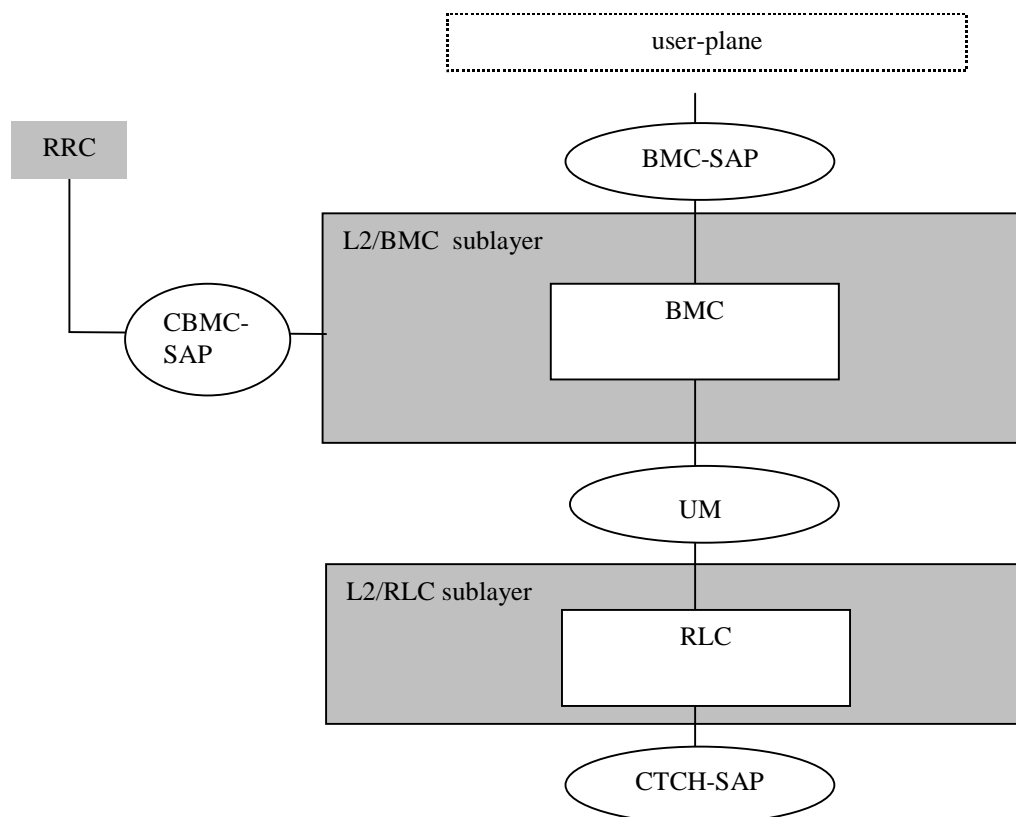 user-plane
RRC
BMC-SAP
L2/BMC sublayer
BMC
CBMC-
SAP
UM
L2/RLC sublayer
RLC
CTCH-SAP